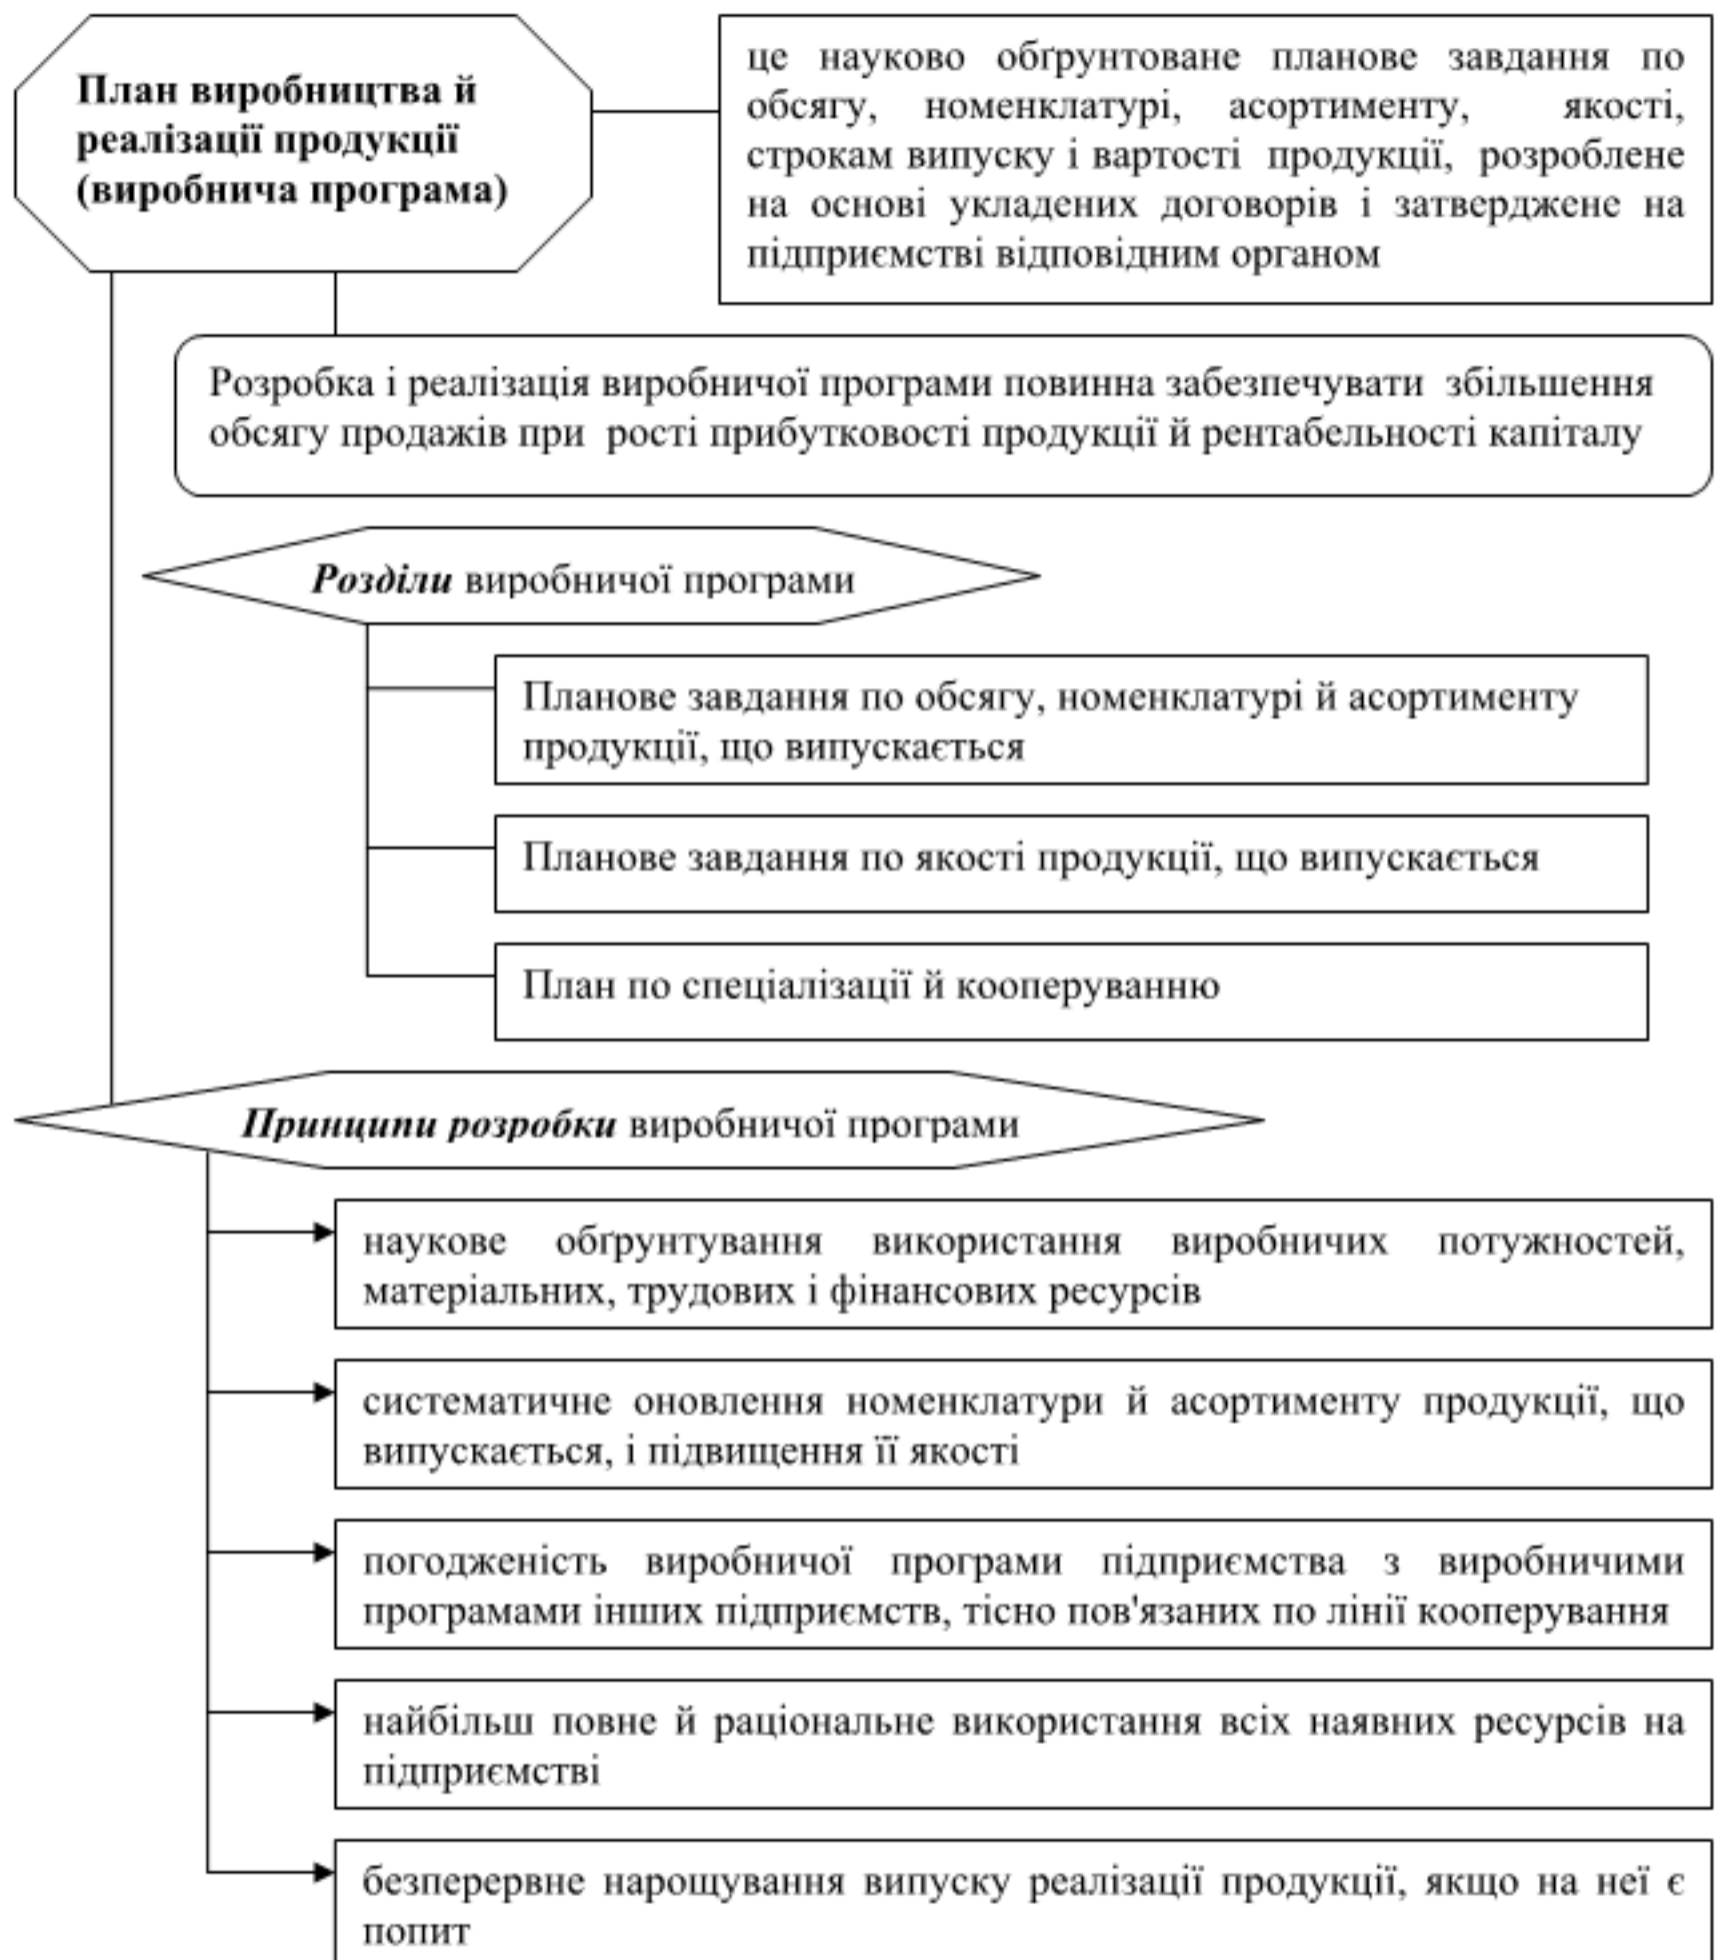 План виробництва й
реалізації продукції
(виробнича програма)
це науково обґрунтоване планове завдання по
обсягу, номенклатурі, асортименту, якості,
строкам випуску і вартості продукції, розроблене
на основі укладених договорів і затверджене на
підприємстві відповідним органом
Розробка і реалізація виробничої програми повинна забезпечувати збільшення
обсягу продажів при рості прибутковості продукції й рентабельності капіталу
Розділи виробничої програми
Планове завдання по обсягу, номенклатурі й асортименту
продукції, що випускається
Планове завдання по якості продукції, що випускається
План по спеціалізації й кооперуванню
Принципи розробки виробничої програми
наукове обґрунтування використання виробничих потужностей,
матеріальних, трудових і фінансових ресурсів
систематичне оновлення номенклатури й асортименту продукції, що
випускається, і підвищення її якості
погодженість виробничої програми підприємства з виробничими
програмами інших підприємств, тісно пов'язаних по лінії кооперування
найбільш повне й раціональне використання всіх наявних ресурсів на
підприємстві
безперервне нарощування випуску реалізації продукції, якщо на неї є
попит